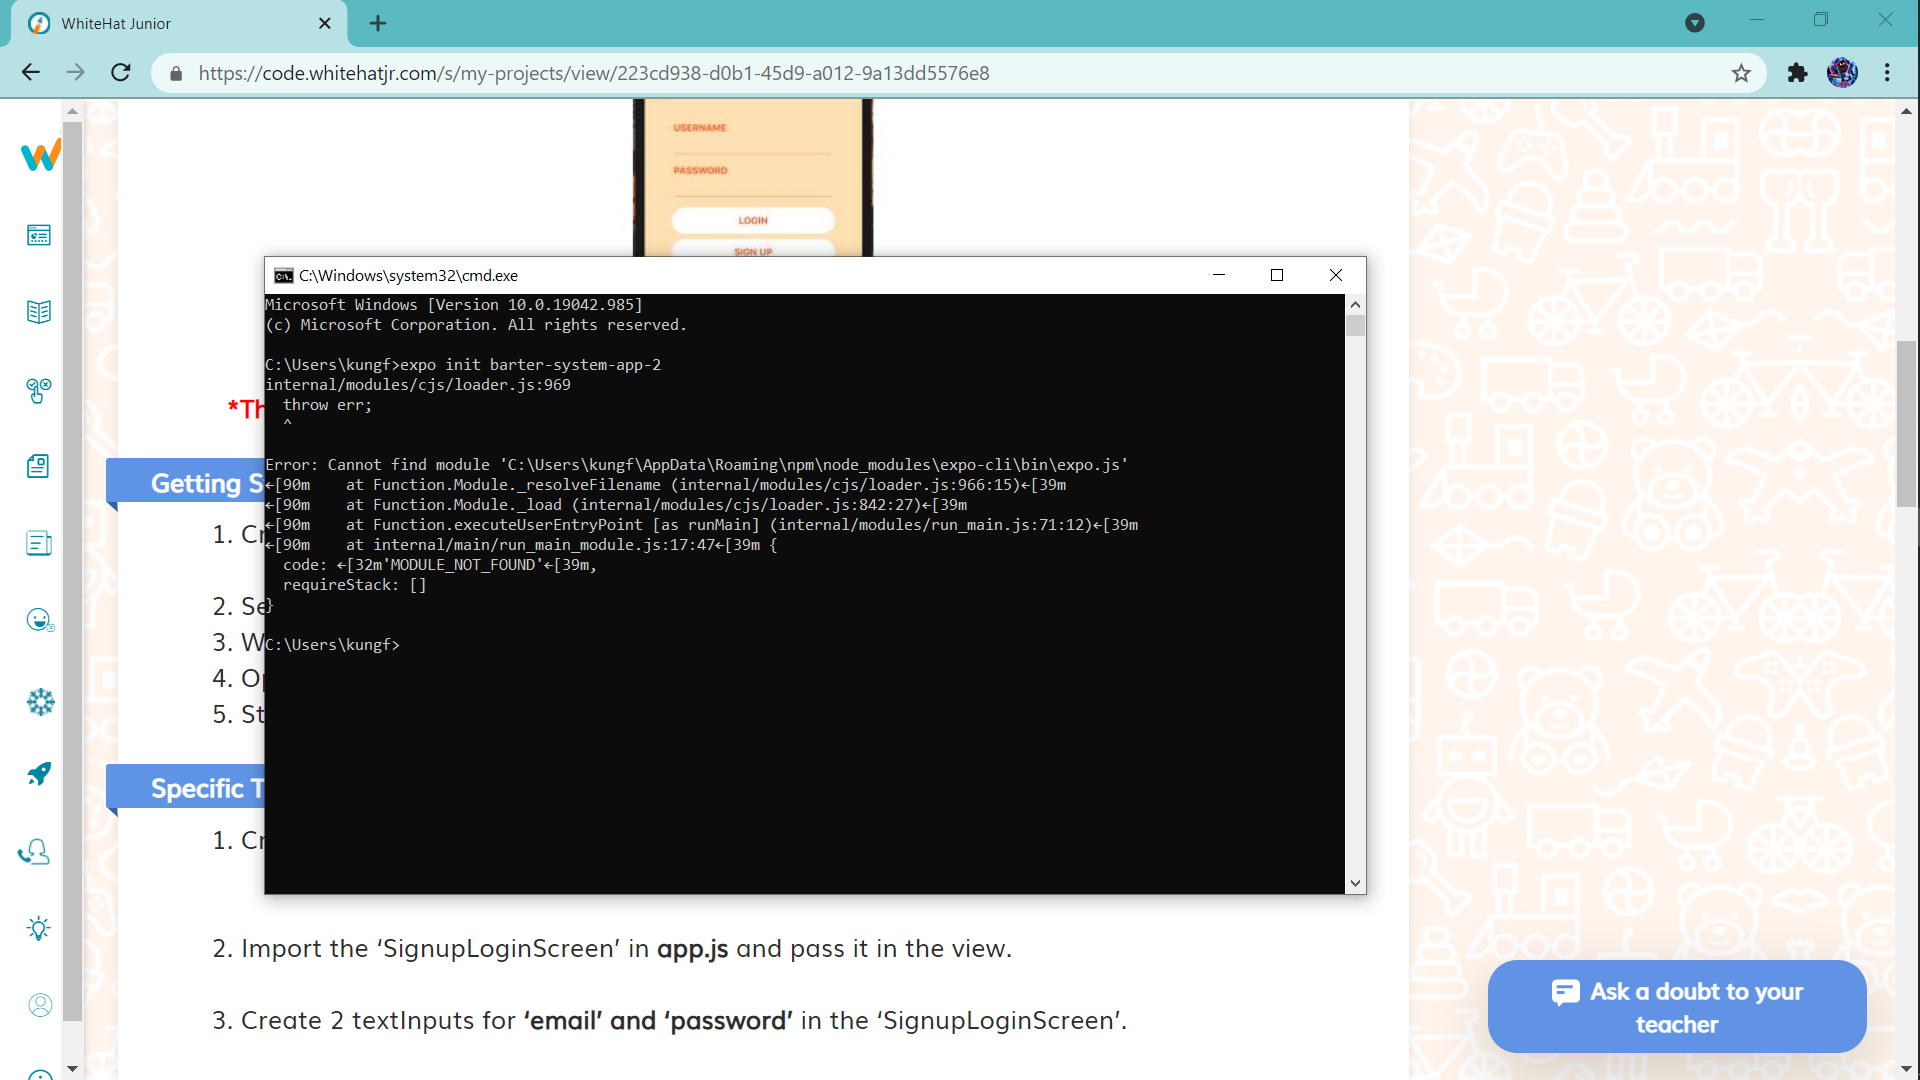 WhiteHat Junior
https://code.whitehatjr.com/s/my-projects/view/223cd938-d0b1-45d9-a012-9a13dd5576e8
USERNAME
PASSWORD
LOGIN
SIGN UP
C:\Windows\system32\cmd.exe
Microsoft Windows [Version 10.0.19042.985]
(c) Microsoft Corporation. All rights reserved.
C:\Users\kungf>expo init barter-system-app-2
internal/modules/cjs/loader.js:969
throw err;
^
Error: Cannot find module 'C:\Users\kungf\AppData\Roaming\npm\node_modules\expo-cli\bin\expo.js'
←[90m    at Function.Module._resolveFilename (internal/modules/cjs/loader.js:966:15)←[39m
←[90m    at Function.Module._load (internal/modules/cjs/loader.js:842:27)←[39m
←[90m    at Function.executeUserEntryPoint [as runMain] (internal/modules/run_main.js:71:12)←[39m
←[90m    at internal/main/run_main_module.js:17:47←[39m {
code: ←[32m'MODULE_NOT_FOUND'←[39m,
requireStack: []
}
C:\Users\kungf>
*Th
Getting S
1. Cr
2. Se
3. W
4. Op
5. St
Specific T
1. Cr
2. Import the ‘SignupLoginScreen’ in app.js and pass it in the view.
3. Create 2 textInputs for ‘email’ and ‘password’ in the ‘SignupLoginScreen’.
Ask a doubt to your
teacher